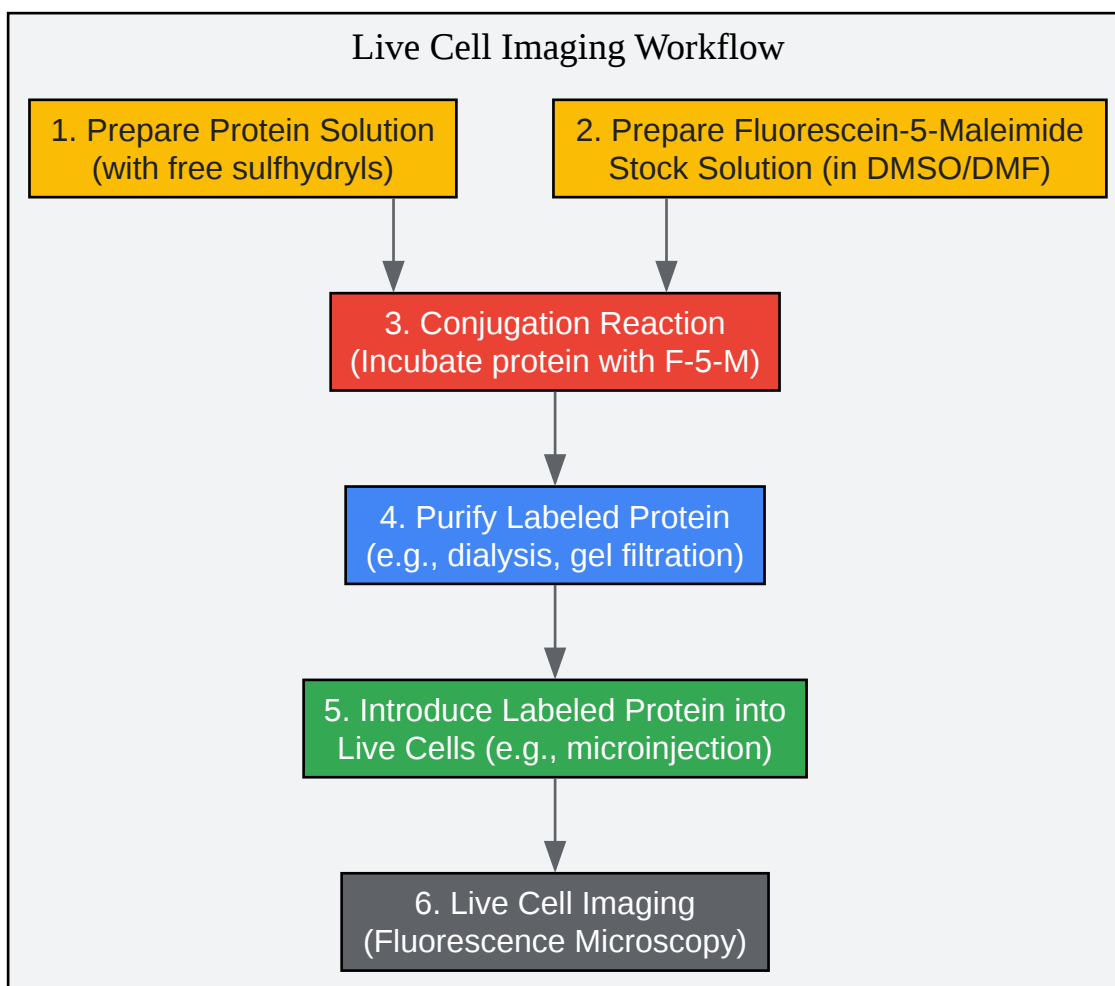 Live Cell Imaging Workflow
1. Prepare Protein Solution
(with free sulfhydryls)
2. Prepare Fluorescein-5-Maleimide
Stock Solution (in DMSO/DMF)
3. Conjugation Reaction
(Incubate protein with F-5-M)
4. Purify Labeled Protein
(e.g., dialysis, gel filtration)
5. Introduce Labeled Protein into
Live Cells (e.g., microinjection)
6. Live Cell Imaging
(Fluorescence Microscopy)